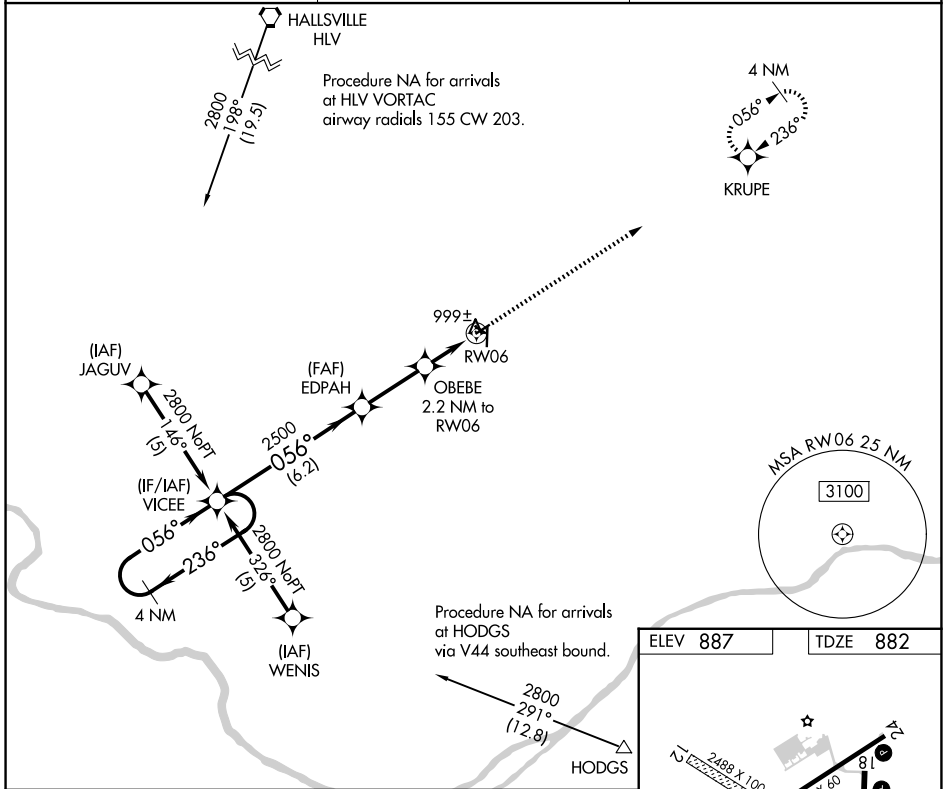 HALLSVILLE
HLV
2800
198°
(19.5)
Procedure NA for arrivals
at HLV VORTAC
airway radials 155 CW 203.
4 NM
056°
236°
KRUPE
999±
RW06
(IAF)
JAGUV
2800 NoPT
146°
(5)
(FAF)
EDPAH
OBEBE
2.2 NM to
RW06
2500
056°
(6.2)
(IF/IAF)
VICEE
056°
236°
4 NM
2800 NoPT
326°
(5)
(IAF)
WENIS
MSA RW06 25 NM
3100
Procedure NA for arrivals
at HODGS
via V44 southeast bound.
2800
291°
(12.8)
HODGS
ELEV 887
TDZE 882
12
2488 X 100
24
P
18
X 60